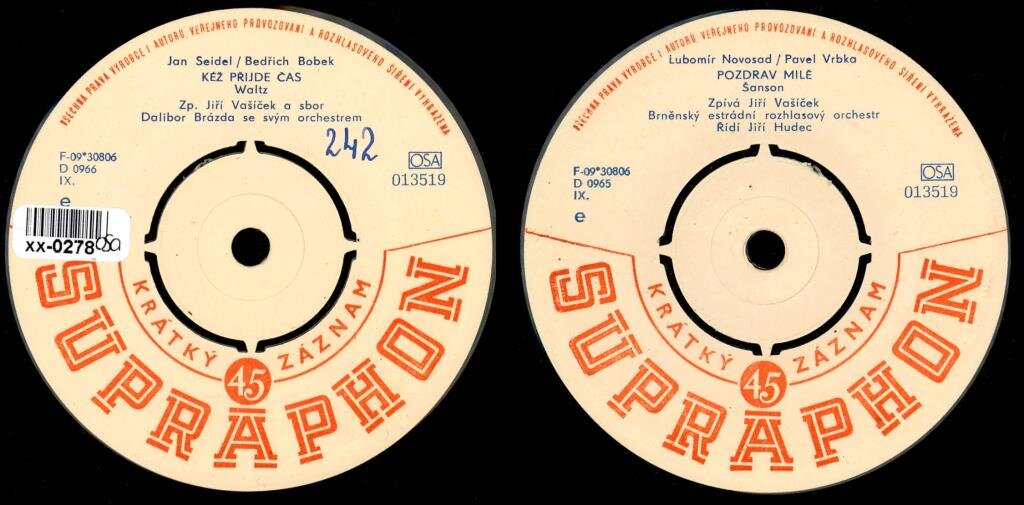 VŠECHNA PRÁVA VÝROBCE I AUTORŮ, VEŘEJNÉHO PROVOZOVÁNÍ A ROZHLASOVÉHO ŠÍŘENÍ VYHRAZENA
Jan Seidel / Bedřich Bobek
KÉŽ PŘIJDE ČAS
Waltz
Zp. Jiří Vašíček a sbor
Dalibor Brázda se svým orchestrem
242
F-09*30806
D 0966
IX.
e
OSA
013519
xx-0278
osa
KRÁTKÝ ZÁZNAM
45
SUPRAPHON
VŠECHNA PRÁVA VÝROBCE I AUTORŮ, VEŘEJNÉHO PROVOZOVÁNÍ A ROZHLASOVÉHO ŠÍŘENÍ VYHRAZENA
Lubomír Novosad / Pavel Vrbka
POZDRAV MILÉ
Šanson
Zpívá Jiří Vašíček
Brněnský estrádní rozhlasový orchestr
Řídí Jiří Hudec
F-09*30806
D 0965
IX.
e
OSA
013519
KRÁTKÝ ZÁZNAM
45
SUPRAPHON